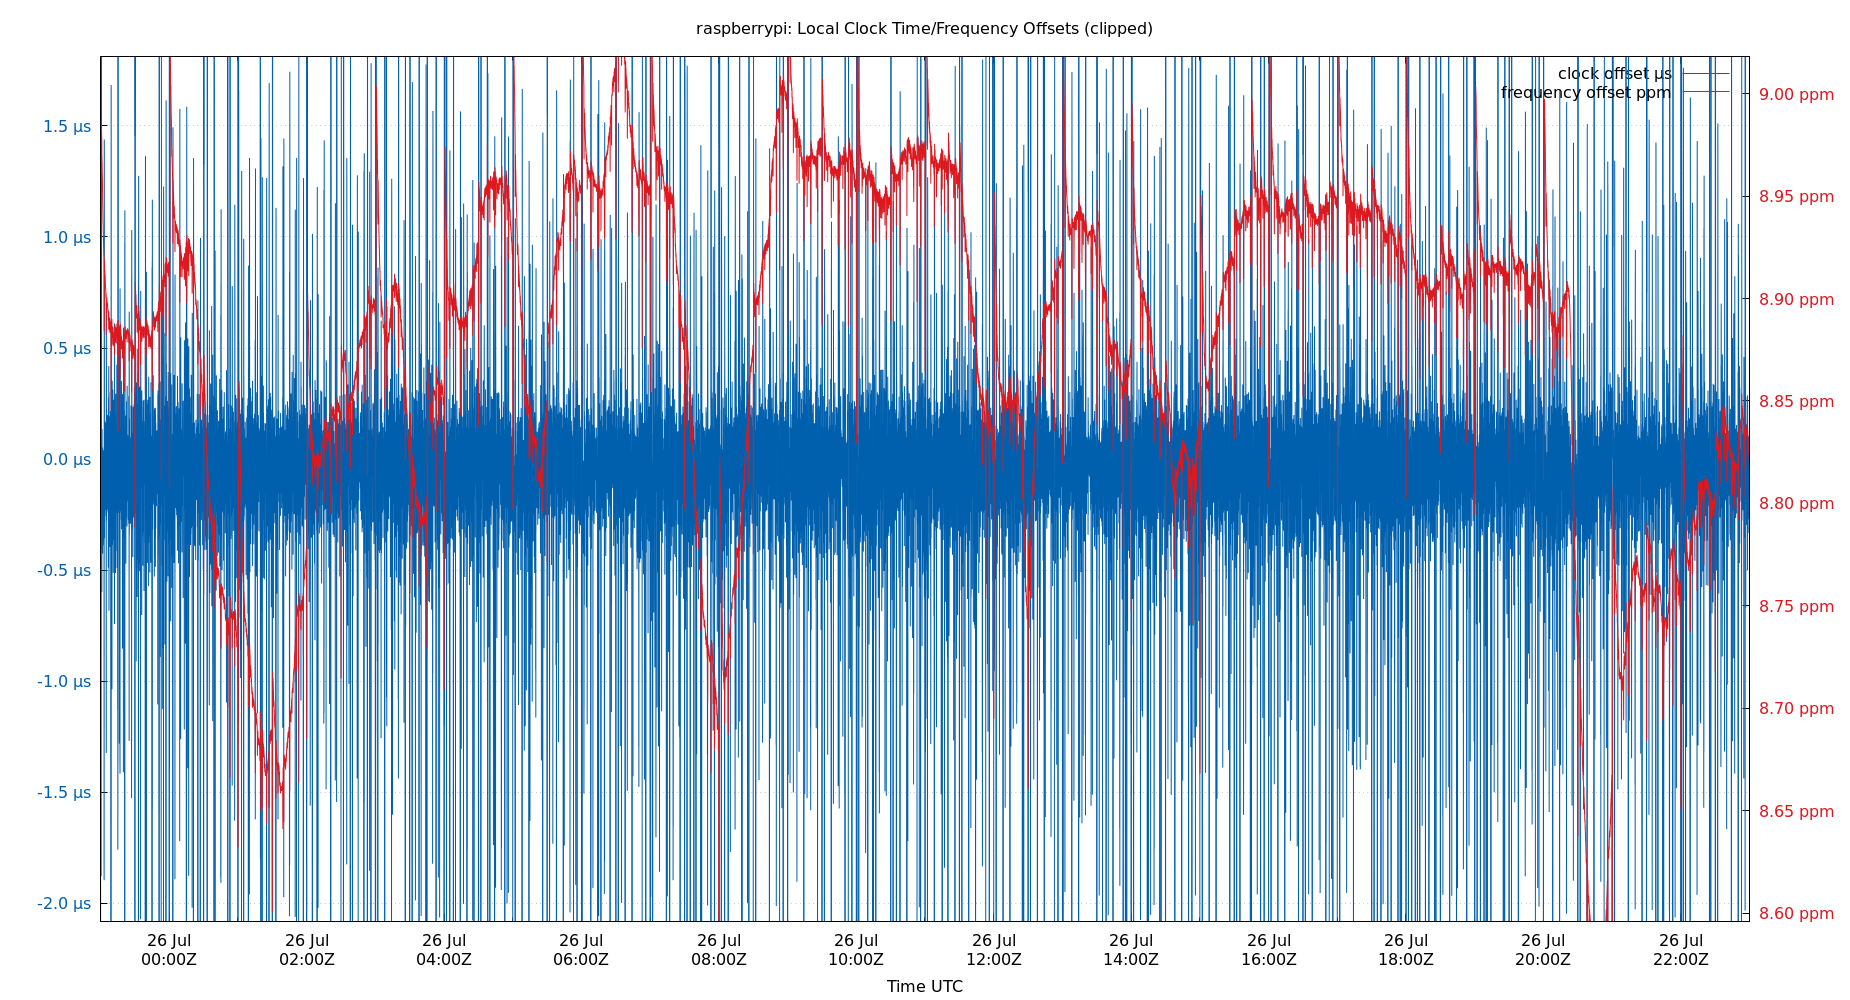 raspberrypi: Local Clock Time/Frequency Offsets (clipped)
clock offset µs
frequency offset ppm
1.5 µs
1.0 µs
0.5 µs
0.0 µs
-0.5 µs
-1.0 µs
-1.5 µs
-2.0 µs
9.00 ppm
8.95 ppm
8.90 ppm
8.85 ppm
8.80 ppm
8.75 ppm
8.70 ppm
8.65 ppm
8.60 ppm
26 Jul 26 Jul 26 Jul 26 Jul 26 Jul 26 Jul 26 Jul 26 Jul 26 Jul 26 Jul 26 Jul 26 Jul
00:00Z 02:00Z 04:00Z 06:00Z 08:00Z 10:00Z 12:00Z 14:00Z 16:00Z 18:00Z 20:00Z 22:00Z
Time UTC